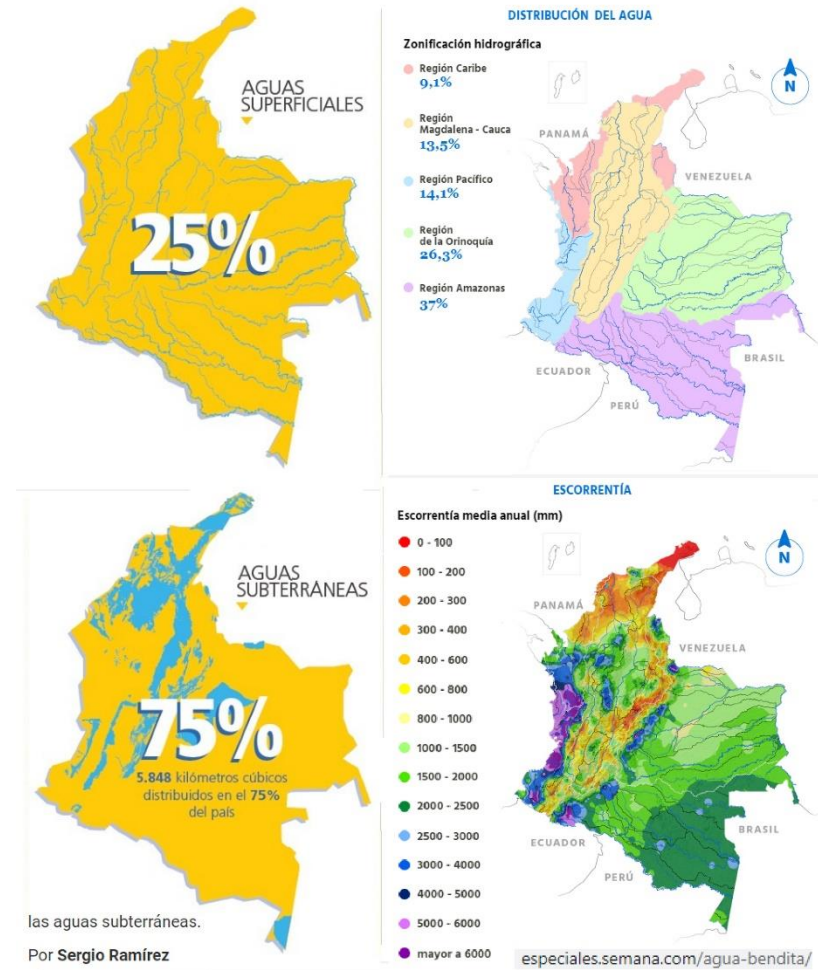 AGUAS
SUPERFICIALES
25%
DISTRIBUCIÓN DEL AGUA
Zonificación hidrográfica
Región Caribe
9,1%
Región
Magdalena - Cauca
13,5%
Región Pacífico
14,1%
Región
de la Orinoquía
26,3%
Región Amazonas
37%
N
PANAMÁ
VENEZUELA
BRASIL
ECUADOR
PERÚ
AGUAS
SUBTERRÁNEAS
75%
5.848 kilómetros cúbicos
distribuidos en el 75%
del país
las aguas subterráneas.
Por Sergio Ramírez
ESCORRENTÍA
Escorrentía media anual (mm)
0 - 100
100 - 200
200 - 300
300 - 400
400 - 600
600 - 800
800 - 1000
1000 - 1500
1500 - 2000
2000 - 2500
2500 - 3000
3000 - 4000
4000 - 5000
5000 - 6000
mayor a 6000
N
PANAMÁ
VENEZUELA
BRASIL
ECUADOR
PERÚ
especiales.semana.com/agua-bendita/